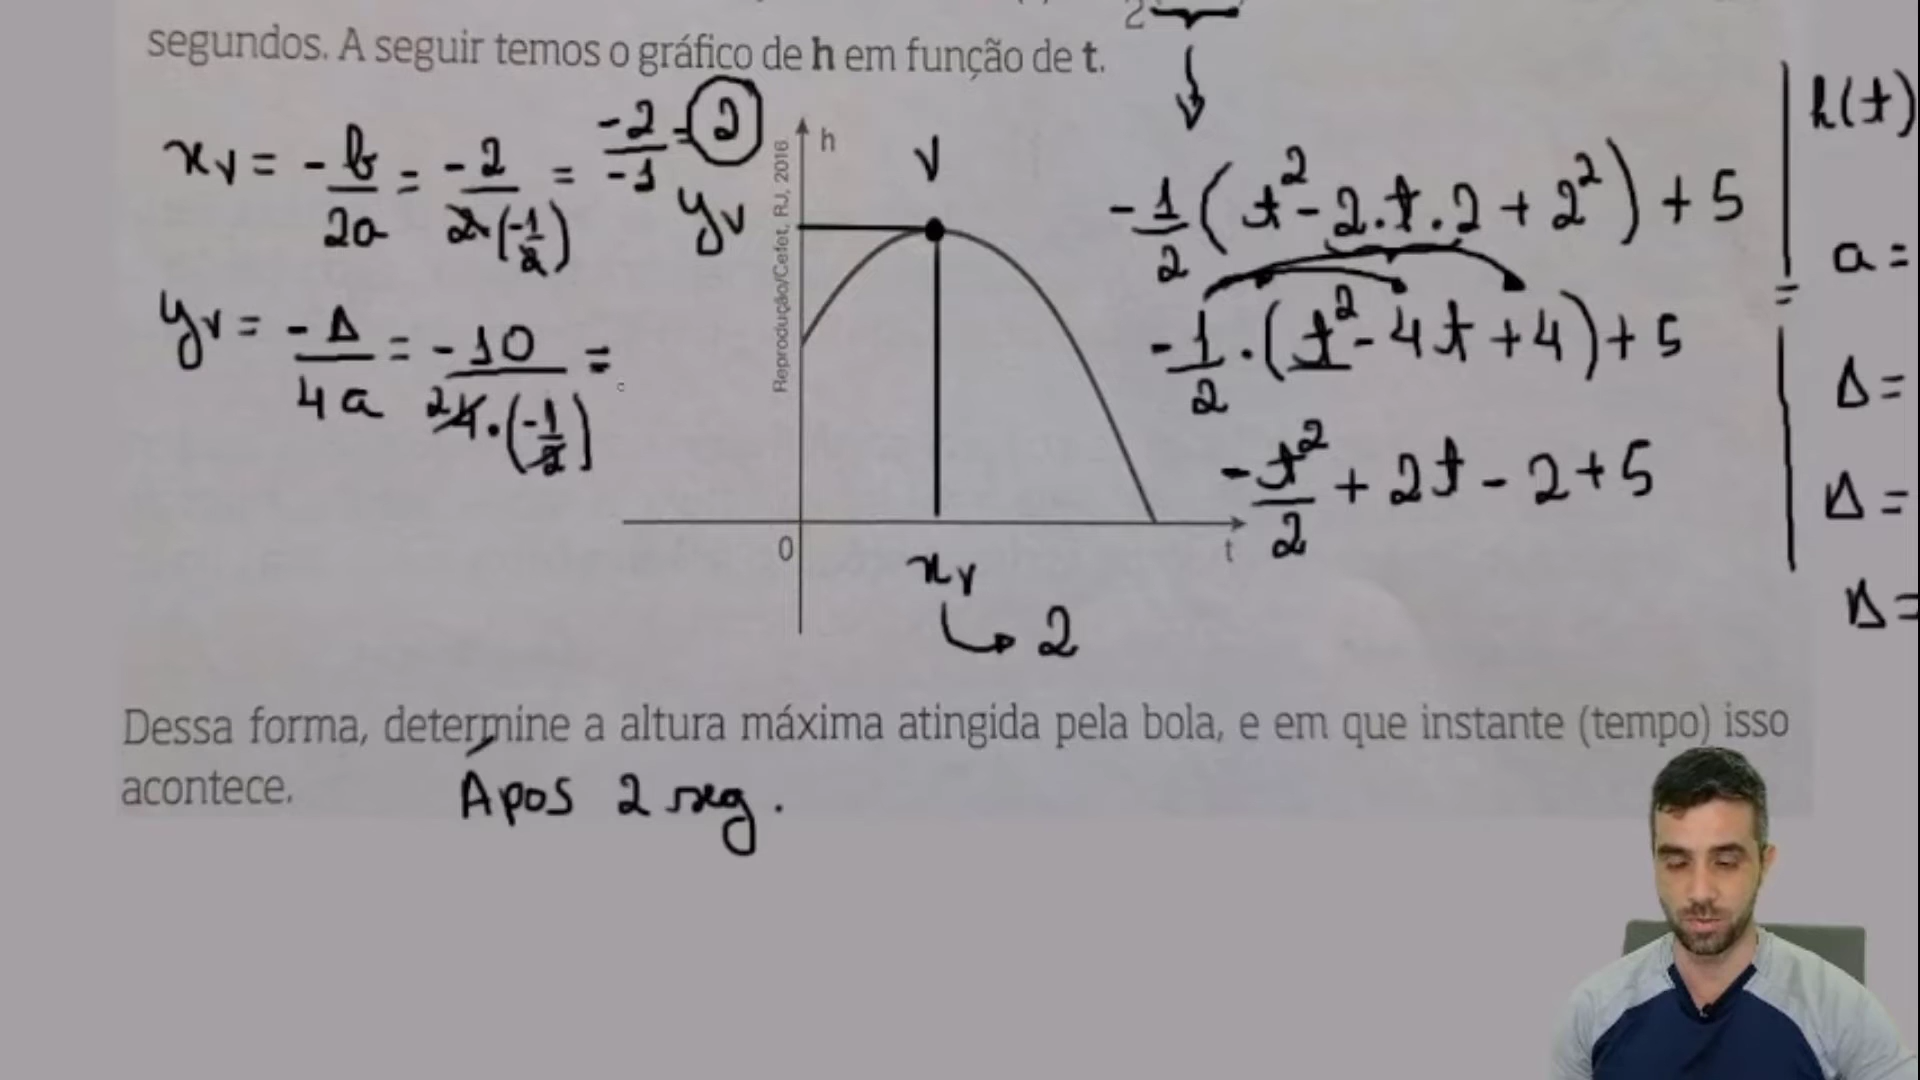 segundos. A seguir temos o gráfico de h em função de t.
xv = -b/2a = -2/2·(-1/2) = -2/-1 = 2
yv = -Δ/4a = -10/4·(-1/2) =
2
yv
h
V
Reprodução/Cefet, RJ, 2016
0
t
xv
2
2
-1/2 (t² - 2.t.2 + 2²) + 5
-1/2 . (t² - 4t + 4) + 5
-t²/2 + 2t - 2 + 5
h(t)
=
a =
Δ =
Δ =
Δ =
Dessa forma, determine a altura máxima atingida pela bola, e em que instante (tempo) isso
acontece.
Ápos 2 seg.